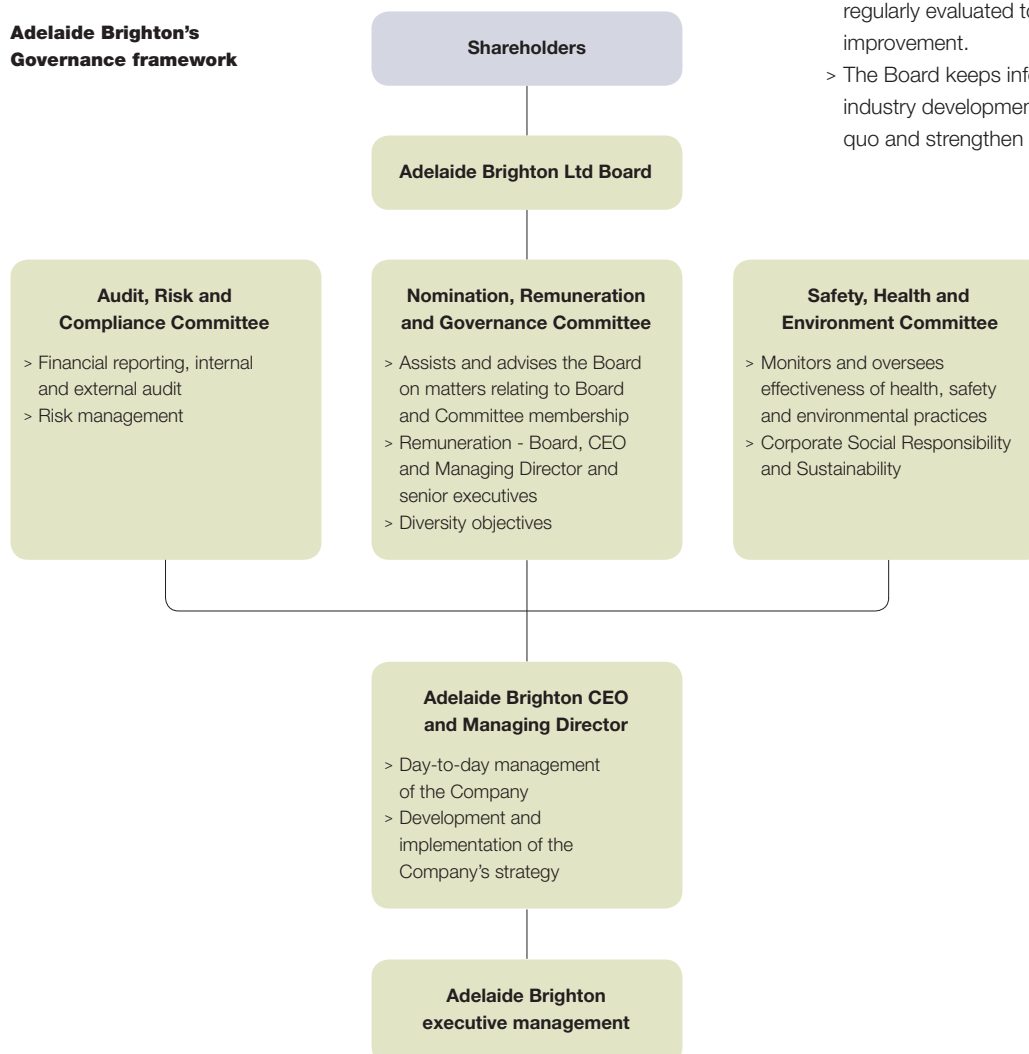 Adelaide Brighton's
Governance framework
Shareholders
regularly evaluated
improvement.
> The Board keeps
industry
quo and strengthen
Adelaide Brighton Ltd Board
Audit, Risk and
Compliance Committee
> Financial reporting, internal
and external audit
> Risk management
Nomination, Remuneration
and Governance Committee
> Assists and advises the Board
on matters relating to Board
and Committee membership
> Remuneration - Board, CEO
and Managing Director and
senior executives
> Diversity objectives
Safety, Health and
Environment Committee
> Monitors and oversees
effectiveness of health, safety
and environmental practices
> Corporate Social Responsibility
and Sustainability
Adelaide Brighton CEO
and Managing Director
> Day-to-day management
of the Company
> Development and
implementation of the
Company's strategy
Adelaide Brighton
executive management